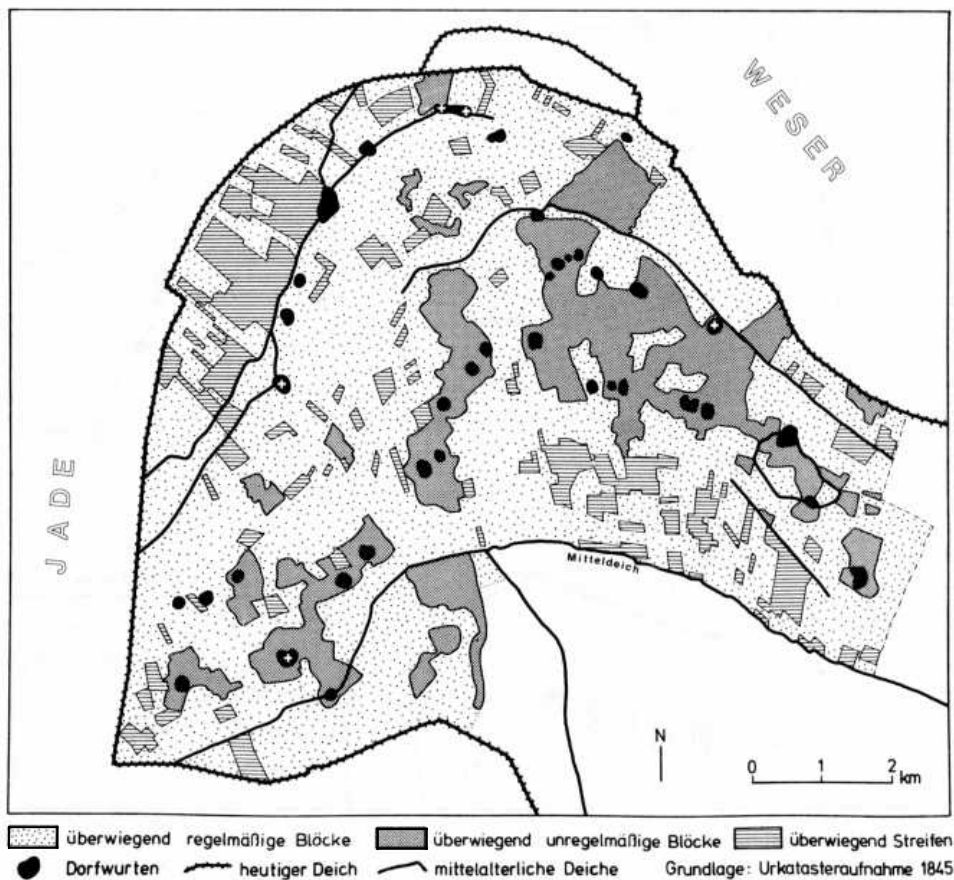 WESER
JADE
Mitteldeich
N
0 1 2
km
überwiegend regelmäßige Blöcke überwiegend unregelmäßige Blöcke überwiegend Streifen
Dorfwurten heutiger Deich mittelalterliche Deiche Grundlage: Urkatasteraufnahme 1845